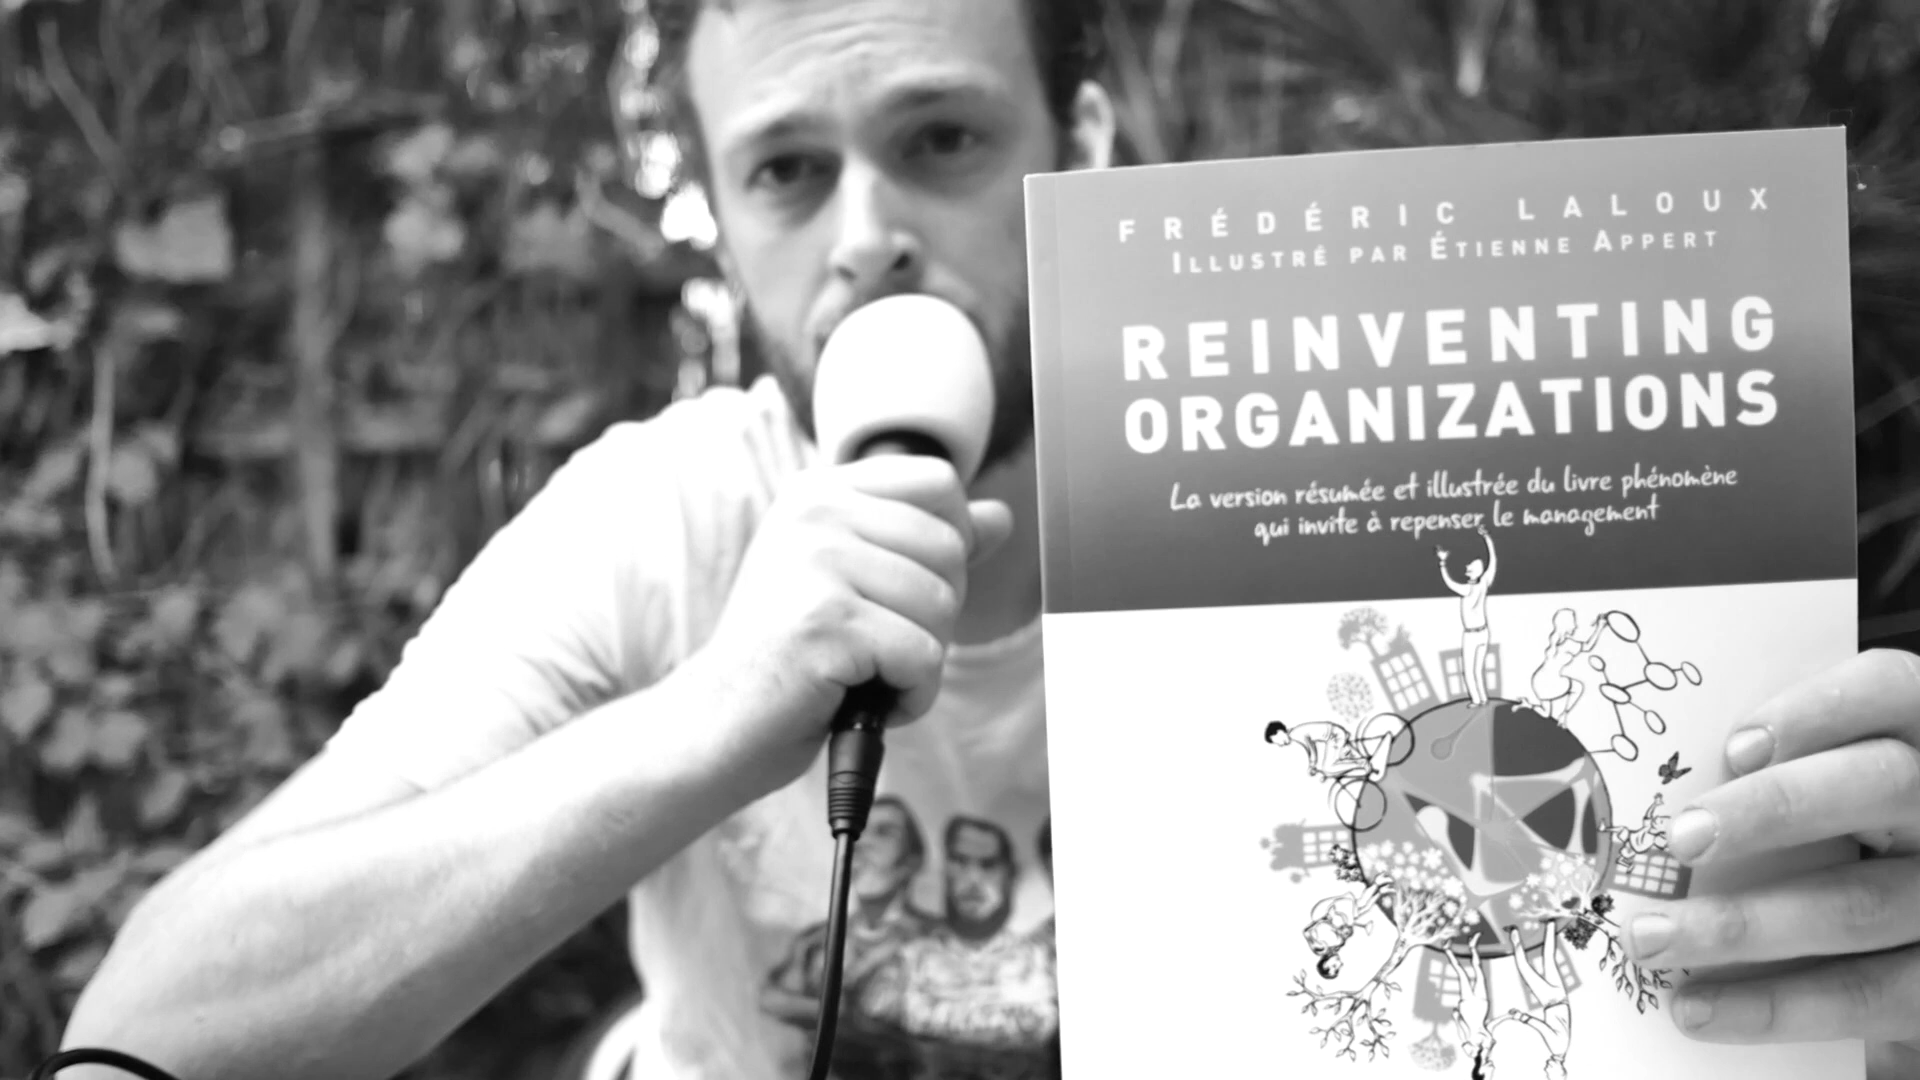 FRÉDÉRIC LALOUX
ILLUSTRÉ PAR ÉTIENNE APPERT
REINVENTING
ORGANIZATIONS
La version résumée et illustrée du livre phénomène
qui invite à repenser le management